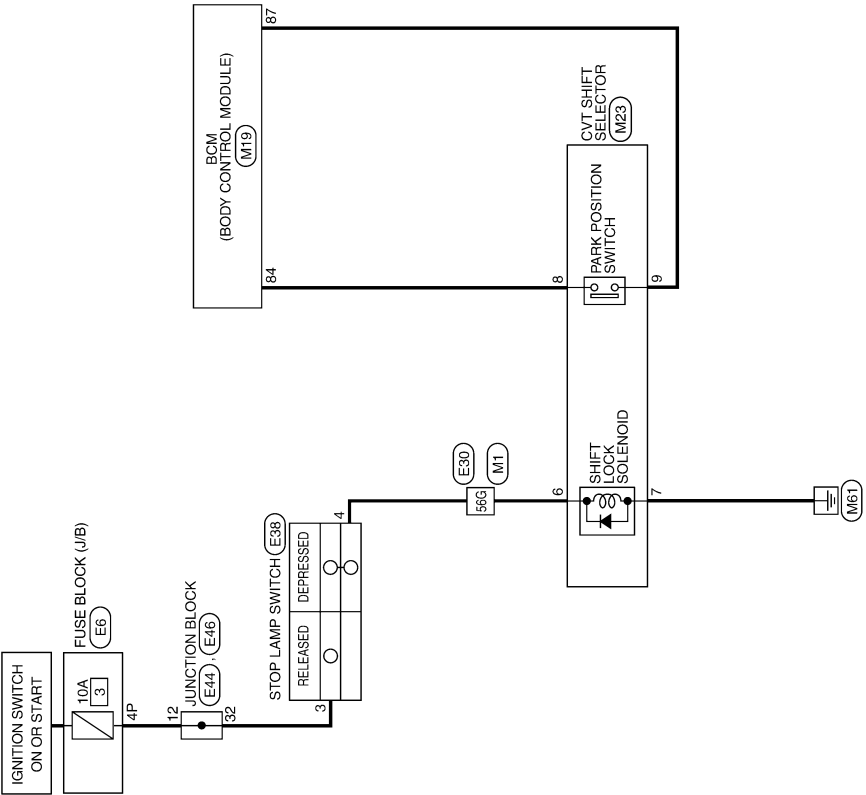 IGNITION SWITCH
ON OR START
FUSE BLOCK (J/B)
E6
10A
3
4P
JUNCTION BLOCK
E44 , E46
12
32
STOP LAMP SWITCH E38
RELEASED
DEPRESSED
3
4
E30
M1
56G
BCM
(BODY CONTROL MODULE)
M19
84
87
CVT SHIFT
SELECTOR
M23
6
7
8
9
SHIFT
LOCK
SOLENOID
PARK POSITION
SWITCH
M61